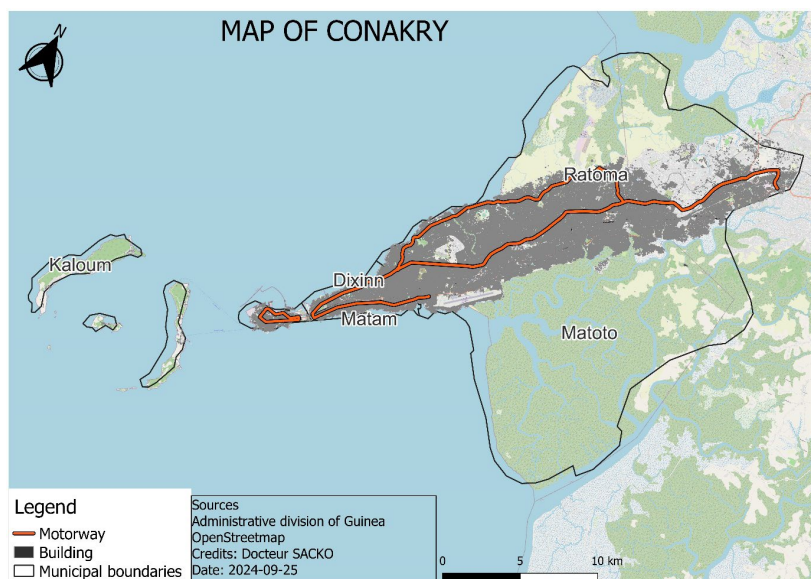 MAP OF CONAKRY
N
Ratoma
Kaloum
Dixinn
Matam
Matoto
Legend
Motorway
Building
Municipal boundaries
Sources
Administrative division of Guinea
OpenStreetmap
Credits: Docteur SACKO
Date: 2024-09-25
0 10 km